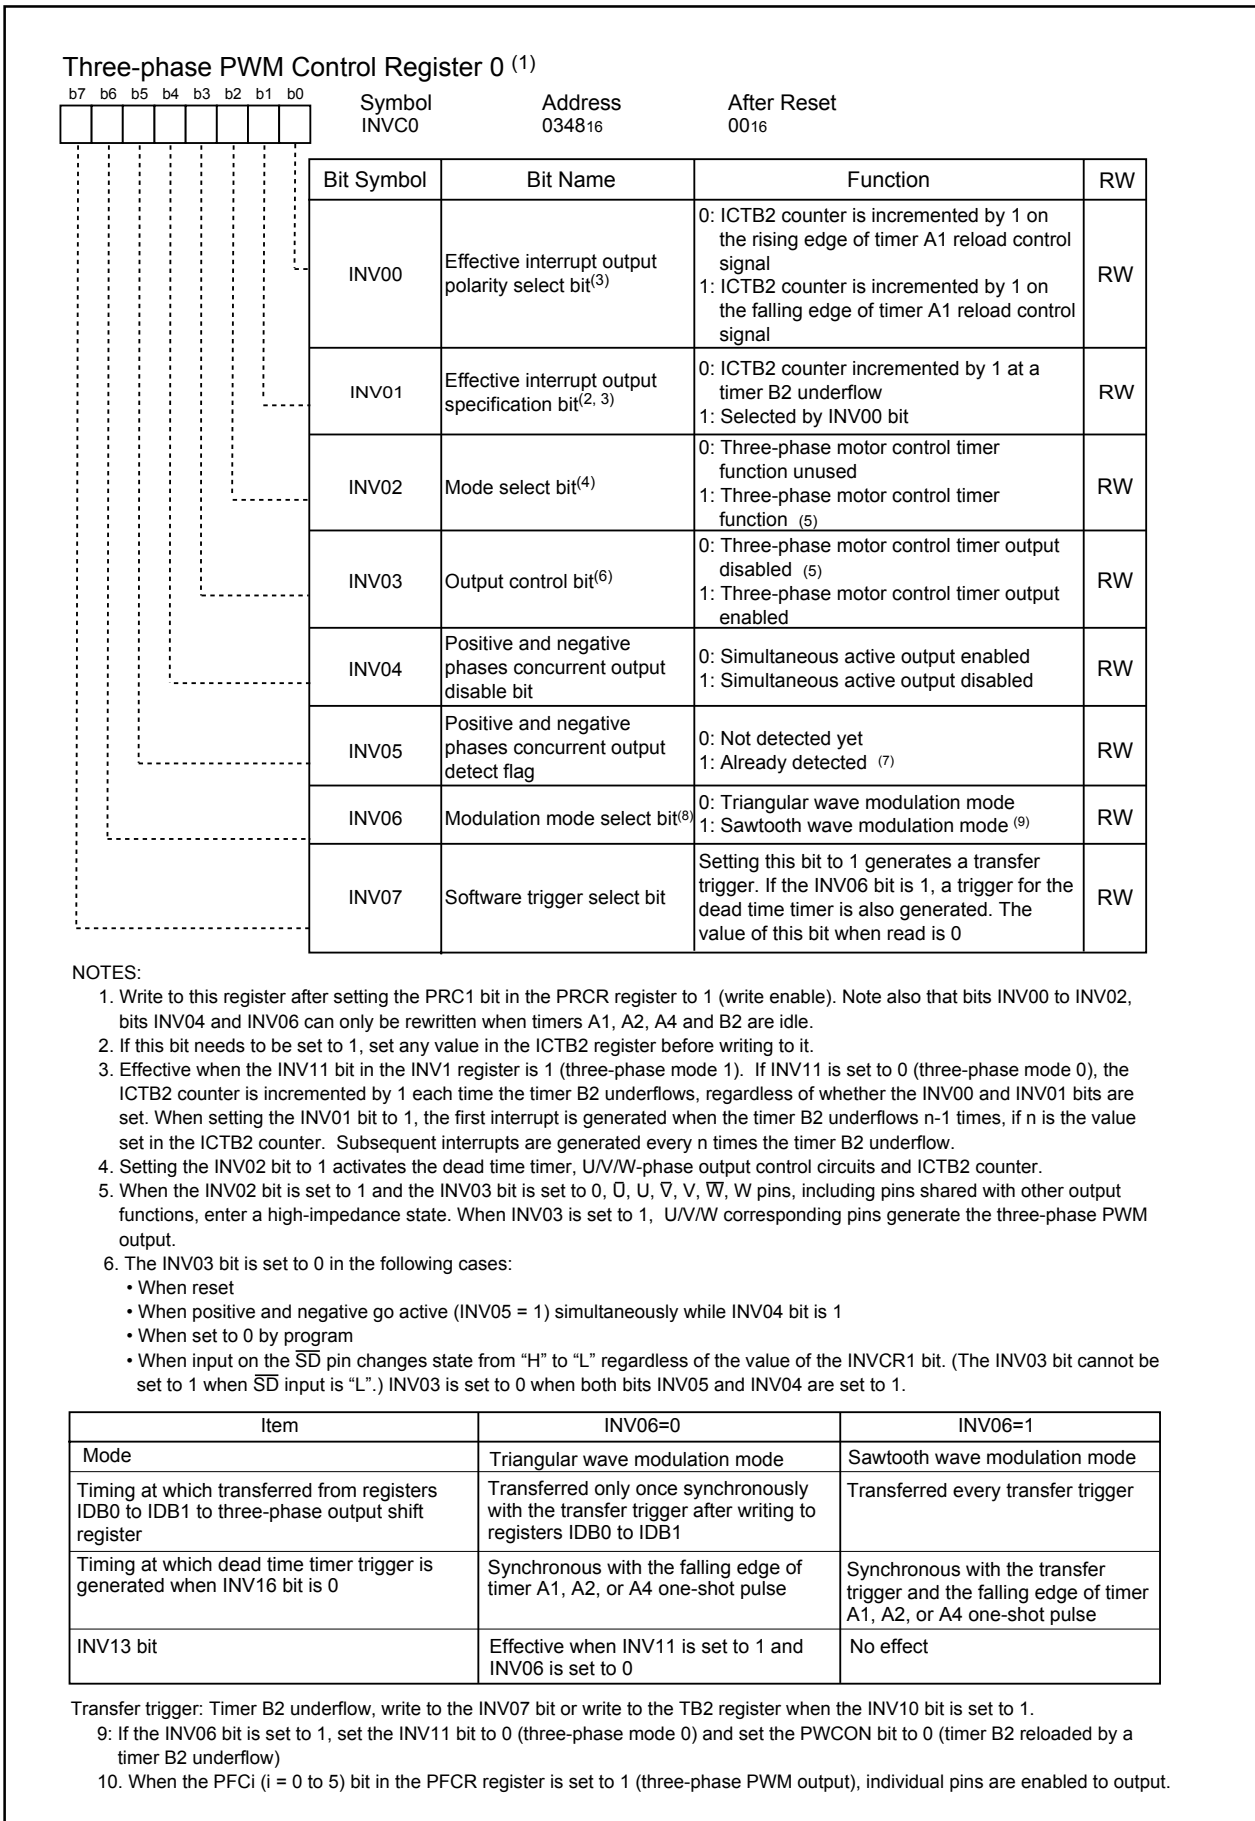 Three-phase PWM Control Register 0 (1)
b7 b6 b5 b4 b3 b2 b1 b0
Symbol Address After Reset
INVC0 034816 0016
Bit Symbol Bit Name Function RW
INV00
Effective interrupt output
polarity select bit(3)
0: ICTB2 counter is incremented by 1 on
the rising edge of timer A1 reload control
signal
1: ICTB2 counter is incremented by 1 on
the falling edge of timer A1 reload control
signal
RW
INV01
Effective interrupt output
specification bit(2, 3)
0: ICTB2 counter incremented by 1 at a
timer B2 underflow
1: Selected by INV00 bit
RW
INV02
Mode select bit(4)
0: Three-phase motor control timer
function unused
1: Three-phase motor control timer
function (5)
RW
INV03
Output control bit(6)
0: Three-phase motor control timer output
disabled (5)
1: Three-phase motor control timer output
enabled
RW
INV04
Positive and negative
phases concurrent output
disable bit
0: Simultaneous active output enabled
1: Simultaneous active output disabled
RW
INV05
Positive and negative
phases concurrent output
detect flag
0: Not detected yet
1: Already detected (7)
RW
INV06
Modulation mode select bit(8)
0: Triangular wave modulation mode
1: Sawtooth wave modulation mode (9)
RW
INV07
Software trigger select bit
Setting this bit to 1 generates a transfer
trigger. If the INV06 bit is 1, a trigger for the
dead time timer is also generated. The
value of this bit when read is 0
RW
NOTES:
1. Write to this register after setting the PRC1 bit in the PRCR register to 1 (write enable). Note also that bits INV00 to INV02,
bits INV04 and INV06 can only be rewritten when timers A1, A2, A4 and B2 are idle.
2. If this bit needs to be set to 1, set any value in the ICTB2 register before writing to it.
3. Effective when the INV11 bit in the INV1 register is 1 (three-phase mode 1). If INV11 is set to 0 (three-phase mode 0), the
ICTB2 counter is incremented by 1 each time the timer B2 underflows, regardless of whether the INV00 and INV01 bits are
set. When setting the INV01 bit to 1, the first interrupt is generated when the timer B2 underflows n-1 times, if n is the value
set in the ICTB2 counter. Subsequent interrupts are generated every n times the timer B2 underflow.
4. Setting the INV02 bit to 1 activates the dead time timer, U/V/W-phase output control circuits and ICTB2 counter.
5. When the INV02 bit is set to 1 and the INV03 bit is set to 0, U̅, U, V̅, V, W̅, W pins, including pins shared with other output
functions, enter a high-impedance state. When INV03 is set to 1, U/V/W corresponding pins generate the three-phase PWM
output.
6. The INV03 bit is set to 0 in the following cases:
• When reset
• When positive and negative go active (INV05 = 1) simultaneously while INV04 bit is 1
• When set to 0 by program
• When input on the S̅D̅ pin changes state from “H” to “L” regardless of the value of the INVCR1 bit. (The INV03 bit cannot be
set to 1 when S̅D̅ input is “L”.) INV03 is set to 0 when both bits INV05 and INV04 are set to 1.
Item INV06=0 INV06=1
Mode Triangular wave modulation mode Sawtooth wave modulation mode
Timing at which transferred from registers
IDB0 to IDB1 to three-phase output shift
register
Transferred only once synchronously
with the transfer trigger after writing to
registers IDB0 to IDB1
Transferred every transfer trigger
Timing at which dead time timer trigger is
generated when INV16 bit is 0
Synchronous with the falling edge of
timer A1, A2, or A4 one-shot pulse
Synchronous with the transfer
trigger and the falling edge of timer
A1, A2, or A4 one-shot pulse
INV13 bit
Effective when INV11 is set to 1 and
INV06 is set to 0
No effect
Transfer trigger: Timer B2 underflow, write to the INV07 bit or write to the TB2 register when the INV10 bit is set to 1.
9: If the INV06 bit is set to 1, set the INV11 bit to 0 (three-phase mode 0) and set the PWCON bit to 0 (timer B2 reloaded by a
timer B2 underflow)
10. When the PFCi (i = 0 to 5) bit in the PFCR register is set to 1 (three-phase PWM output), individual pins are enabled to output.